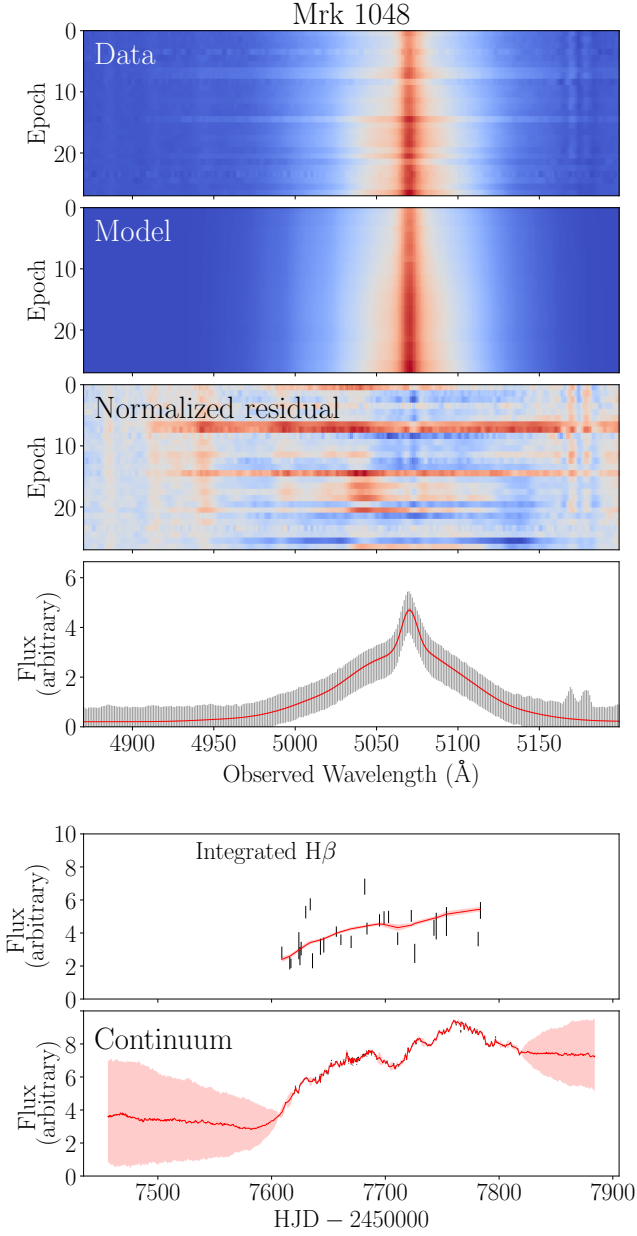 Mrk 1048
0
Data
10
Epoch
20
0
Model
10
Epoch
20
0
Normalized residual
10
Epoch
20
6
4
2
0
Flux
(arbitrary)
4900 4950 5000 5050 5100 5150
Observed Wavelength (Å)
10
Integrated Hβ
8
6
4
2
0
Flux
(arbitrary)
Continuum
8
6
4
2
0
Flux
(arbitrary)
7500 7600 7700 7800 7900
HJD − 2450000